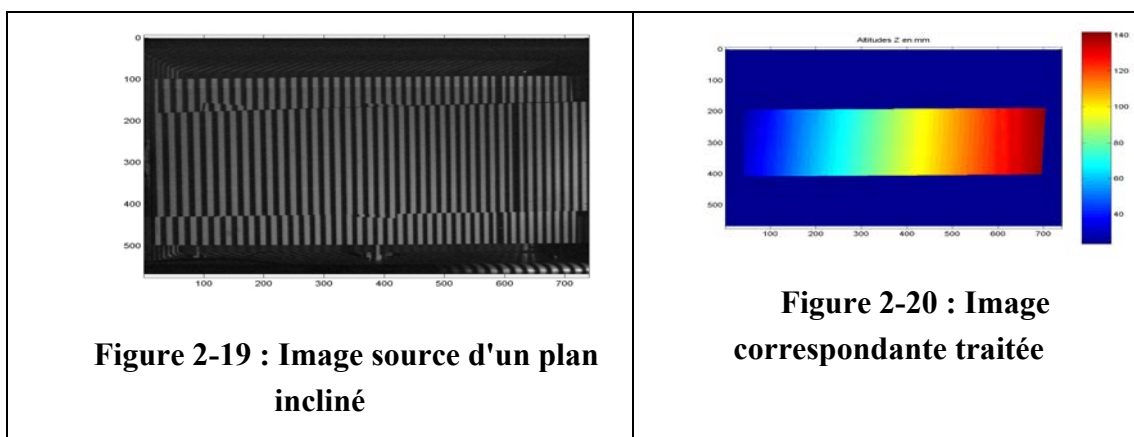 0
100
200
300
400
500
100 200 300 400 500 600 700
Figure 2-19 : Image source d'un plan
incliné
Altitudes Z en mm
0
100
200
300
400
500
100 200 300 400 500 600 700
140
120
100
80
60
40
Figure 2-20 : Image
correspondante traitée